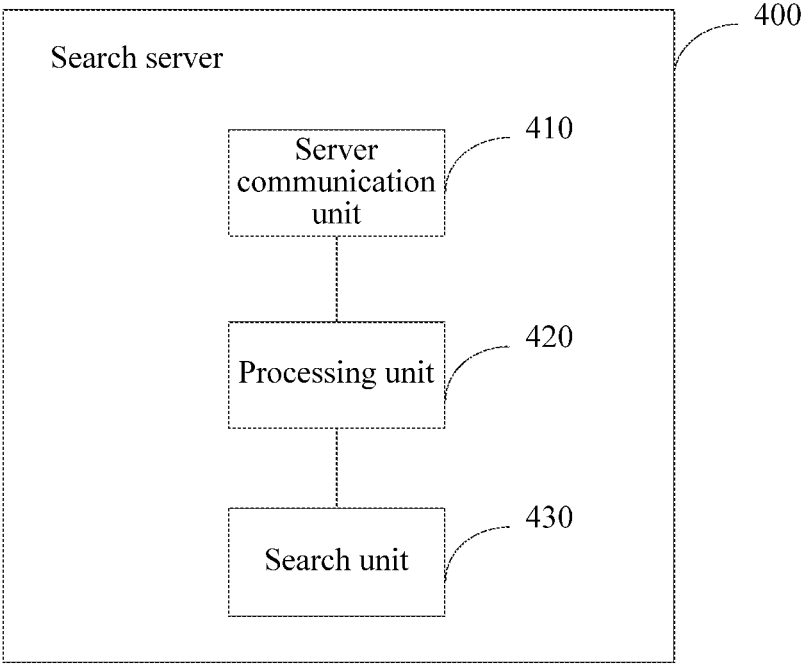 400
Search server
410
Server
communication
unit
420
Processing unit
430
Search unit